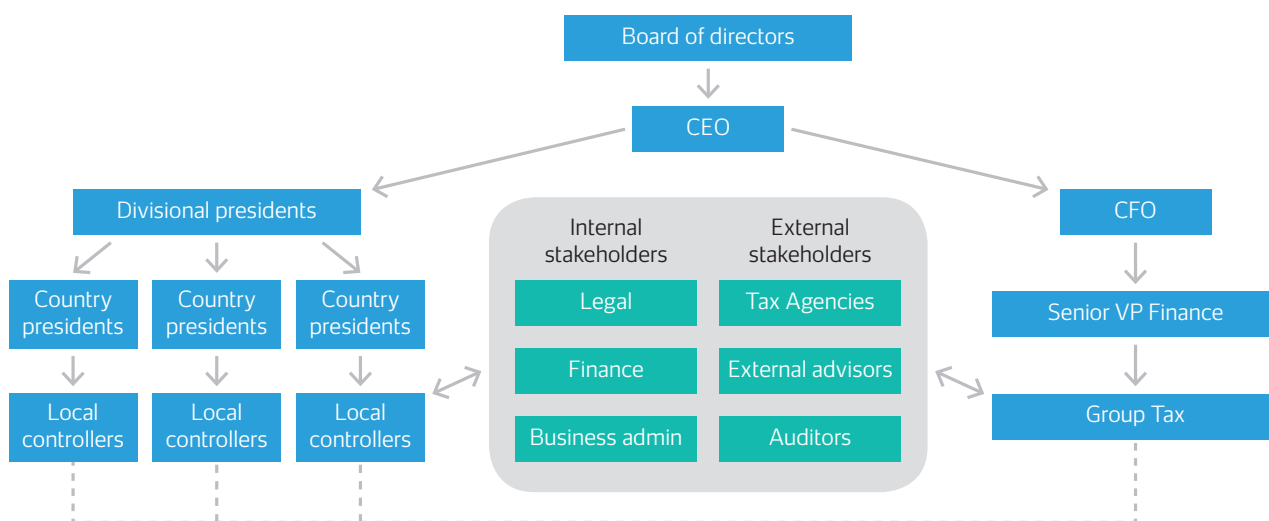 Board of directors
CEO
Divisional presidents
CFO
Internal
stakeholders
External
stakeholders
Country
presidents
Country
presidents
Country
presidents
Legal
Tax Agencies
Senior VP Finance
Finance
External advisors
Local
controllers
Local
controllers
Local
controllers
Group Tax
Business admin
Auditors